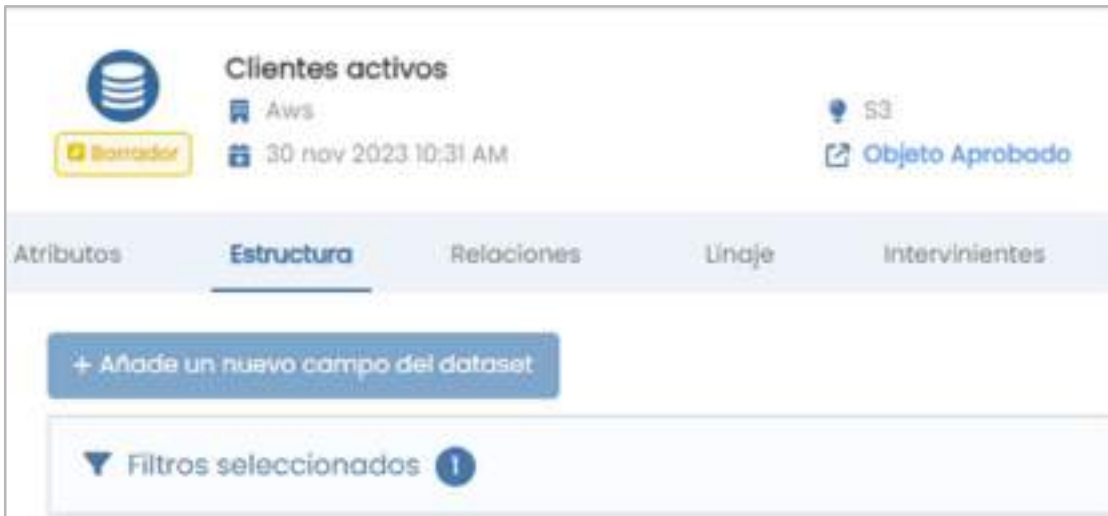 Clientes activos
Aws
S3
Borrador
30 nov 2023 10:31 AM
Objeto Aprobado
Atributos
Estructura
Relaciones
Linaje
Intervinientes
+ Añade un nuevo campo del dataset
Filtros seleccionados 1